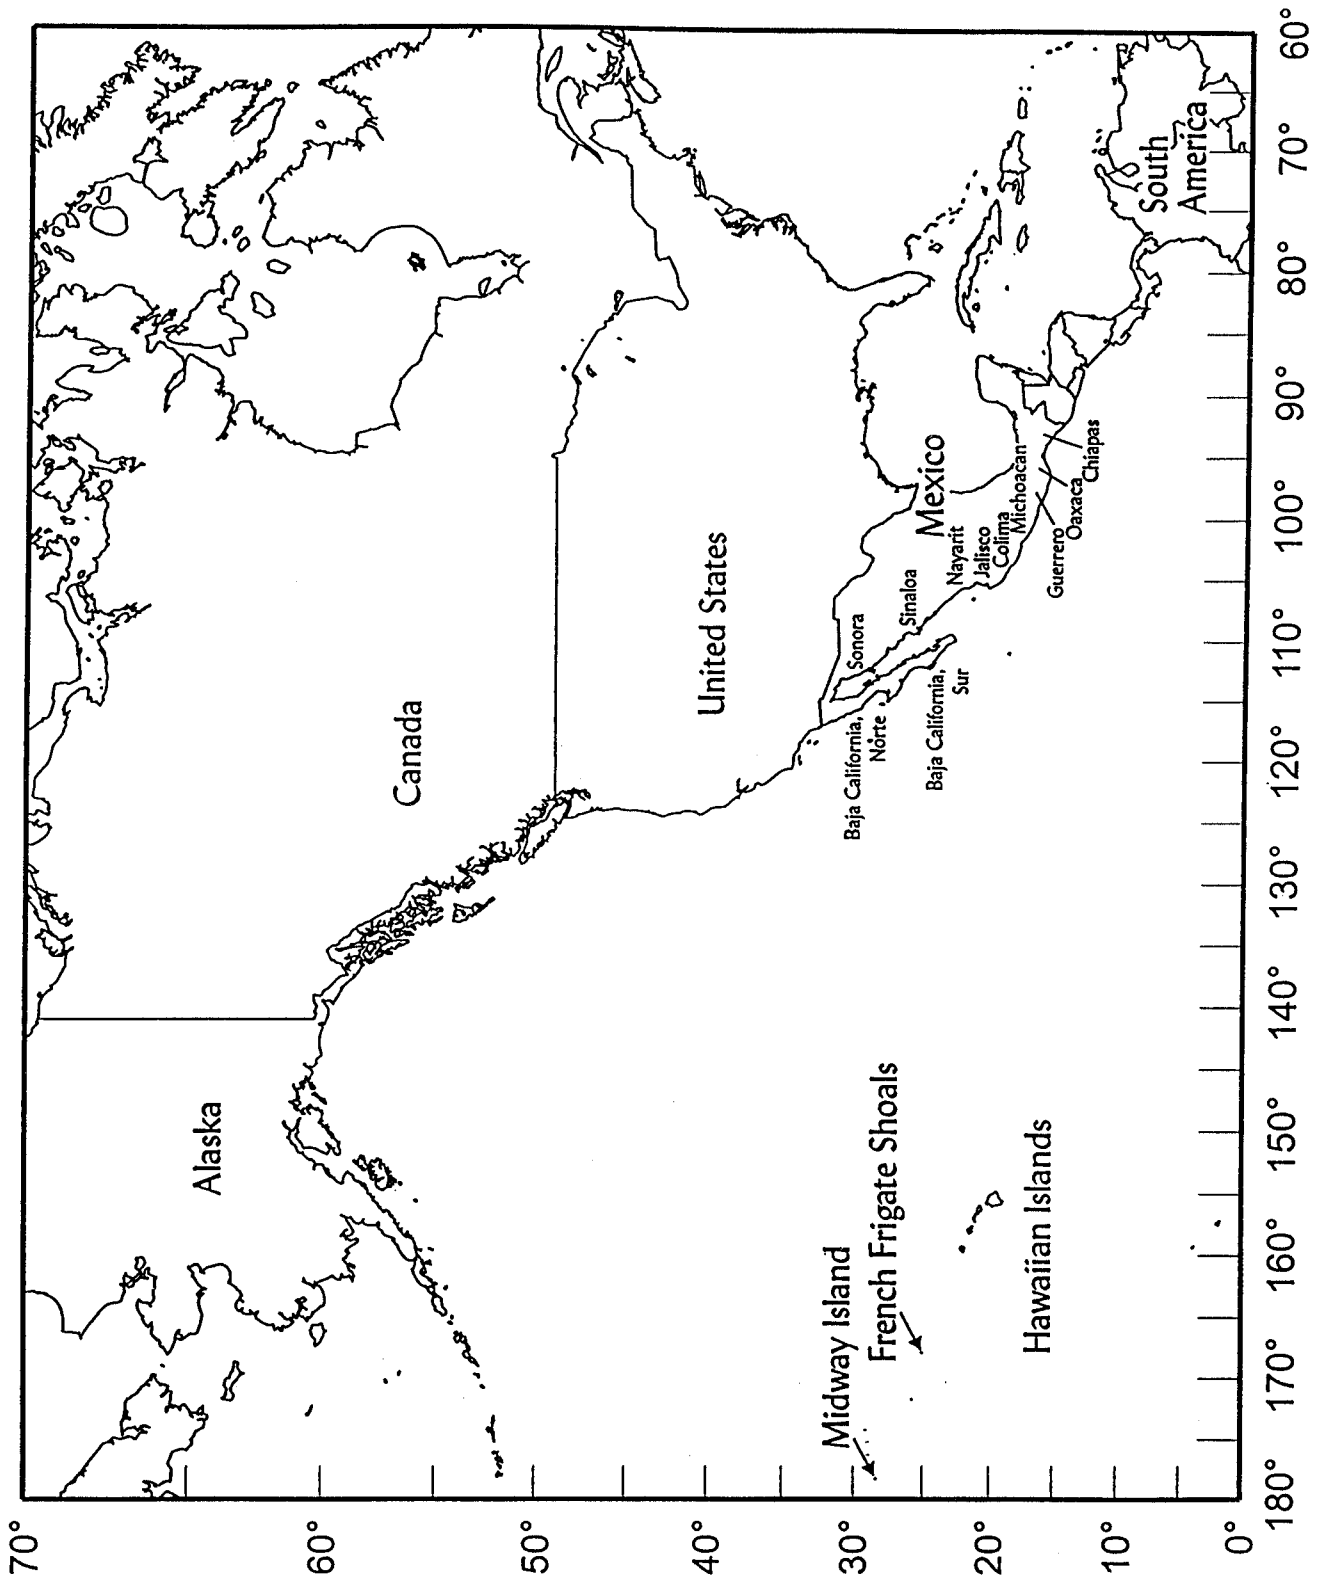 Alaska
Canada
United States
Mexico
South
America
Baja California,
Norte
Baja California,
Sur
Sonora
Sinaloa
Nayarit
Jalisco
Colima
Michoacan
Guerrero
Oaxaca
Chiapas
Midway Island
French Frigate Shoals
Hawaiian Islands
70°
60°
50°
40°
30°
20°
10°
0°
180°
170°
160°
150°
140°
130°
120°
110°
100°
90°
80°
70°
60°